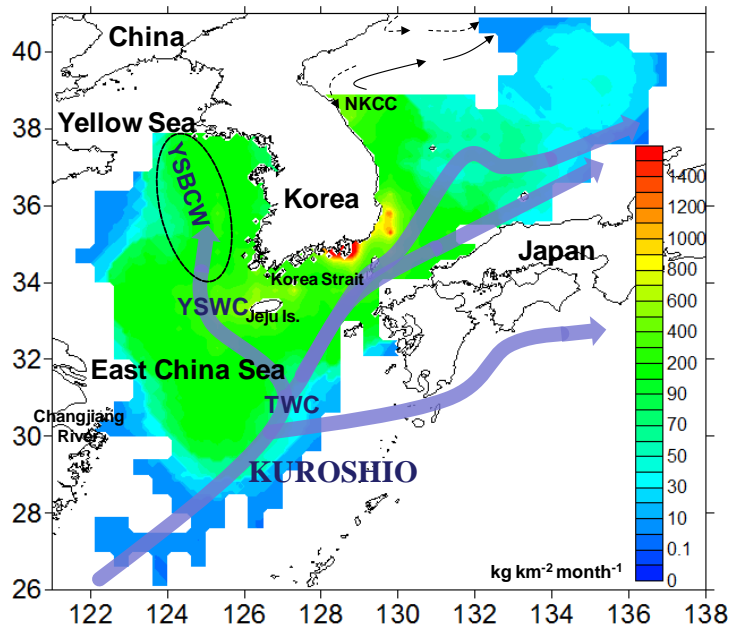 China
NKCC
Yellow Sea
YSBCW
Korea
Japan
Korea Strait
YSWC
Jeju Is.
East China Sea
TWC
Changjiang
River
KUROSHIO
kg km⁻² month⁻¹
40
38
36
34
32
30
28
26
122 124 126 128 130 132 134 136 138
1400
1200
1000
800
600
400
200
90
70
50
30
10
0.1
0